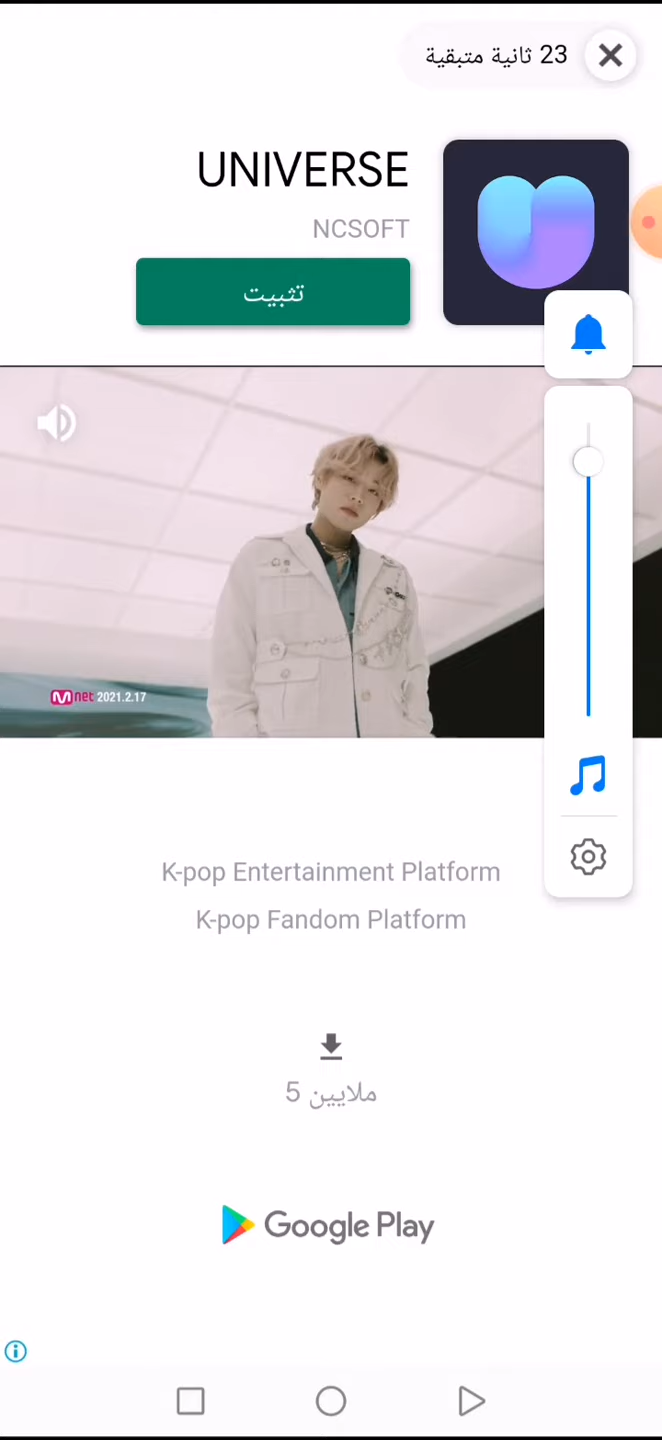 23 ثانية متبقية
UNIVERSE
NCSOFT
تثبيت
Mnet 2021.2.17
K-pop Entertainment Platform
K-pop Fandom Platform
5 ملايين
Google Play